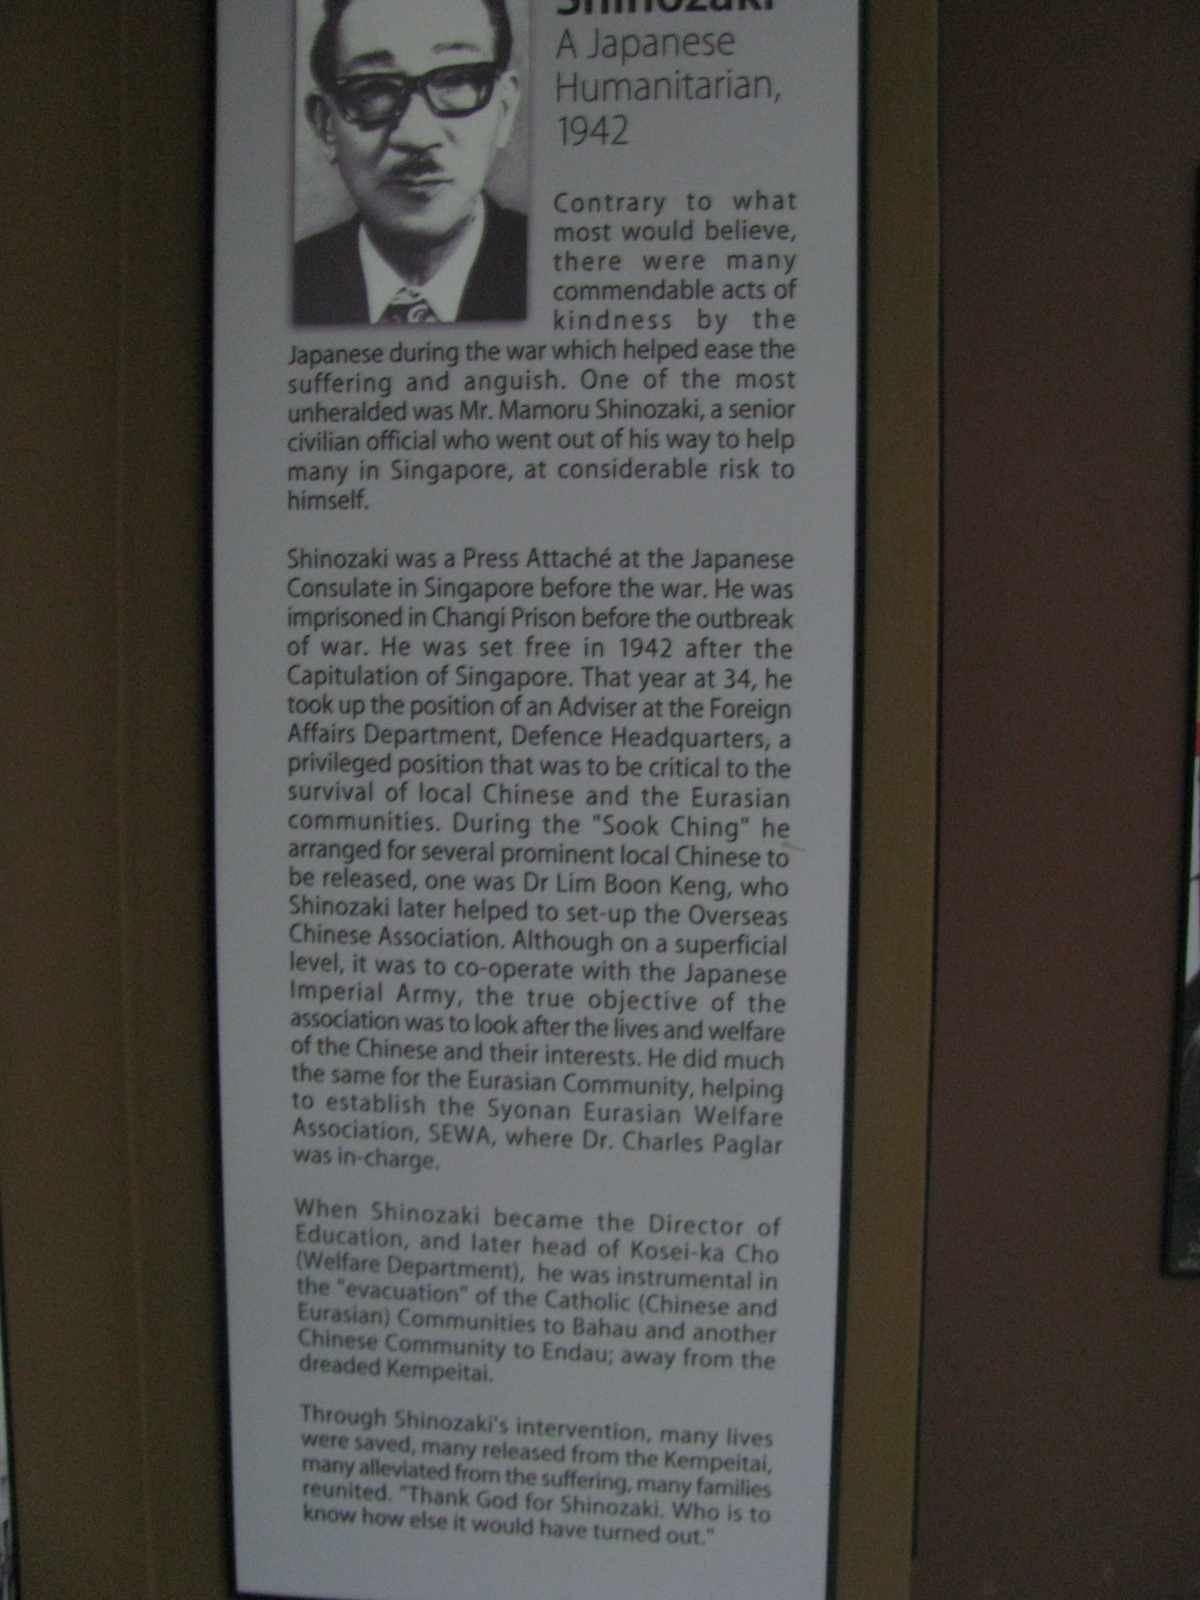 Shinozaki
A Japanese
Humanitarian,
1942
Contrary to what
most would believe,
there were many
commendable acts of
kindness by the
Japanese during the war which helped ease the
suffering and anguish. One of the most
unheralded was Mr. Mamoru Shinozaki, a senior
civilian official who went out of his way to help
many in Singapore, at considerable risk to
himself.
Shinozaki was a Press Attaché at the Japanese
Consulate in Singapore before the war. He was
imprisoned in Changi Prison before the outbreak
of war. He was set free in 1942 after the
Capitulation of Singapore. That year at 34, he
took up the position of an Adviser at the Foreign
Affairs Department, Defence Headquarters, a
privileged position that was to be critical to the
survival of local Chinese and the Eurasian
communities. During the "Sook Ching" he
arranged for several prominent local Chinese to
be released, one was Dr Lim Boon Keng, who
Shinozaki later helped to set-up the Overseas
Chinese Association. Although on a superficial
level, it was to co-operate with the Japanese
Imperial Army, the true objective of the
association was to look after the lives and welfare
of the Chinese and their interests. He did much
the same for the Eurasian Community, helping
to establish the Syonan Eurasian Welfare
Association, SEWA, where Dr. Charles Paglar
was in-charge.
When Shinozaki became the Director of
Education, and later head of Kosei-ka Cho
(Welfare Department), he was instrumental in
the "evacuation" of the Catholic (Chinese and
Eurasian) Communities to Bahau and another
Chinese Community to Endau; away from the
dreaded Kempeitai.
Through Shinozaki's intervention, many lives
were saved, many released from the Kempeitai,
many alleviated from the suffering, many families
reunited. "Thank God for Shinozaki. Who is to
know how else it would have turned out."